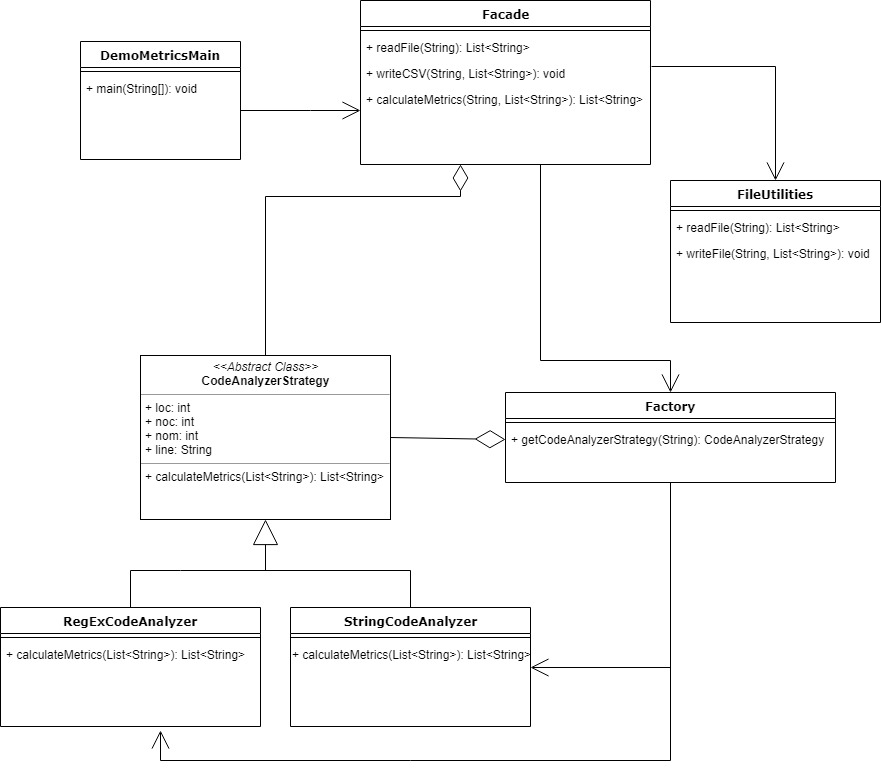 Facade
+ readFile(String): List<String>
+ writeCSV(String, List<String>): void
+ calculateMetrics(String, List<String>): List<String>
DemoMetricsMain
+ main(String[]): void
FileUtilities
+ readFile(String): List<String>
+ writeFile(String, List<String>): void
<<Abstract Class>>
CodeAnalyzerStrategy
+ loc: int
+ noc: int
+ nom: int
+ line: String
+ calculateMetrics(List<String>): List<String>
Factory
+ getCodeAnalyzerStrategy(String): CodeAnalyzerStrategy
RegExCodeAnalyzer
+ calculateMetrics(List<String>): List<String>
StringCodeAnalyzer
+ calculateMetrics(List<String>): List<String>